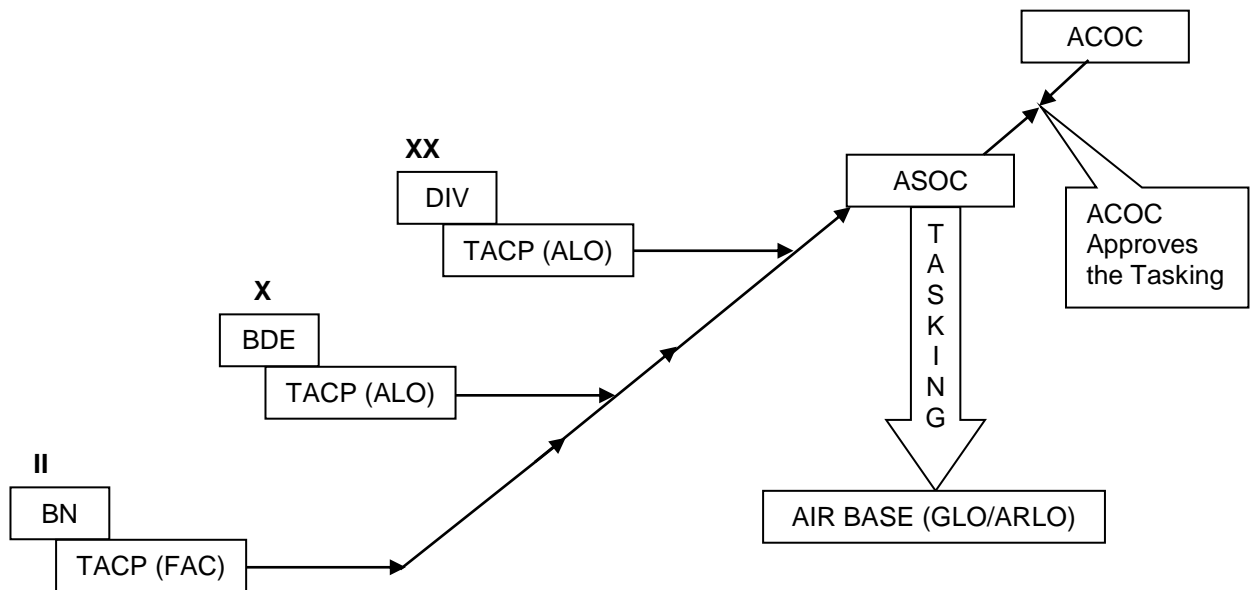 ACOC
XX
DIV
ASOC
TACP (ALO)
ACOC
Approves
the Tasking
X
BDE
TACP (ALO)
TASKING
II
BN
AIR BASE (GLO/ARLO)
TACP (FAC)